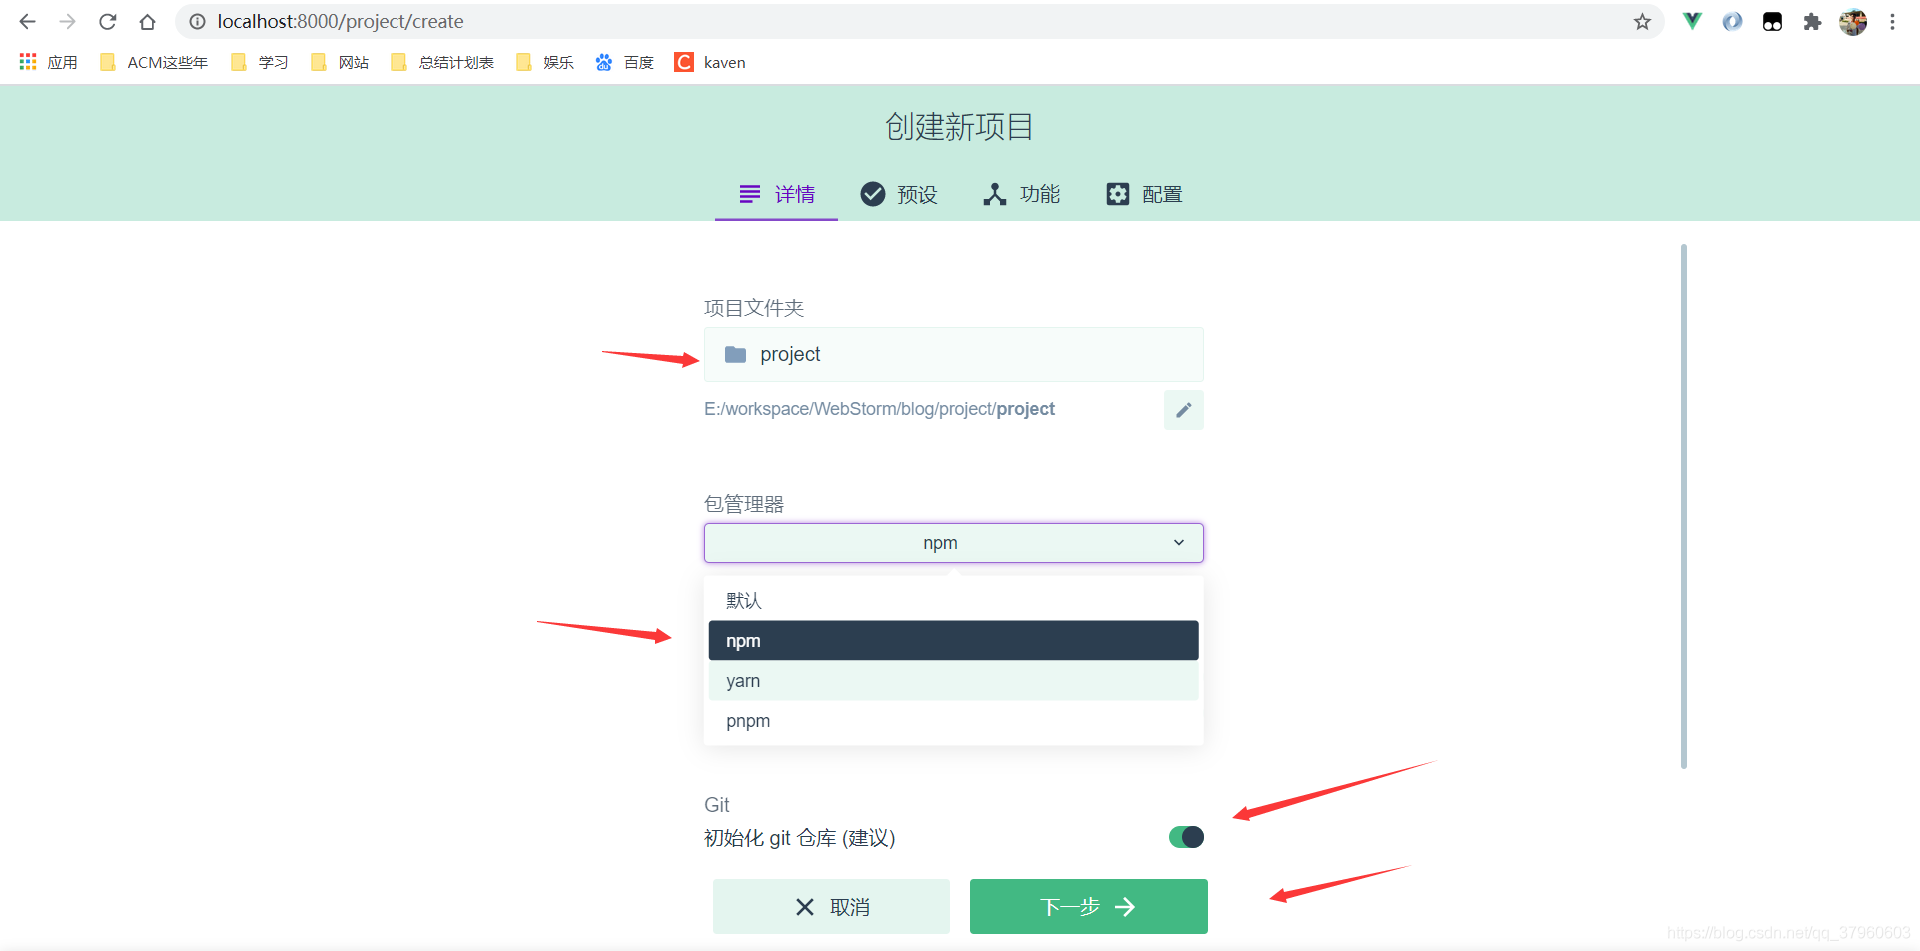 localhost:8000/project/create
应用 ACM这些年 学习 网站 总结计划表 娱乐 百度 kaven
创建新项目
详情 预设 功能 配置
项目文件夹
project
E:/workspace/WebStorm/blog/project/project
包管理器
npm
默认
npm
yarn
pnpm
Git
初始化 git 仓库 (建议)
取消 下一步
https://blog.csdn.net/qq_37960603